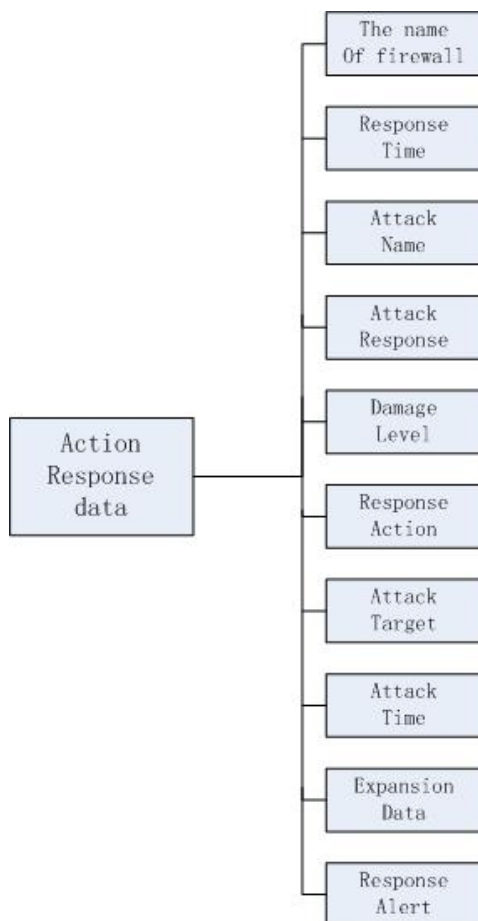 The name
Of firewall
Response
Time
Attack
Name
Attack
Response
Damage
Level
Action
Response
data
Response
Action
Attack
Target
Attack
Time
Expansion
Data
Response
Alert